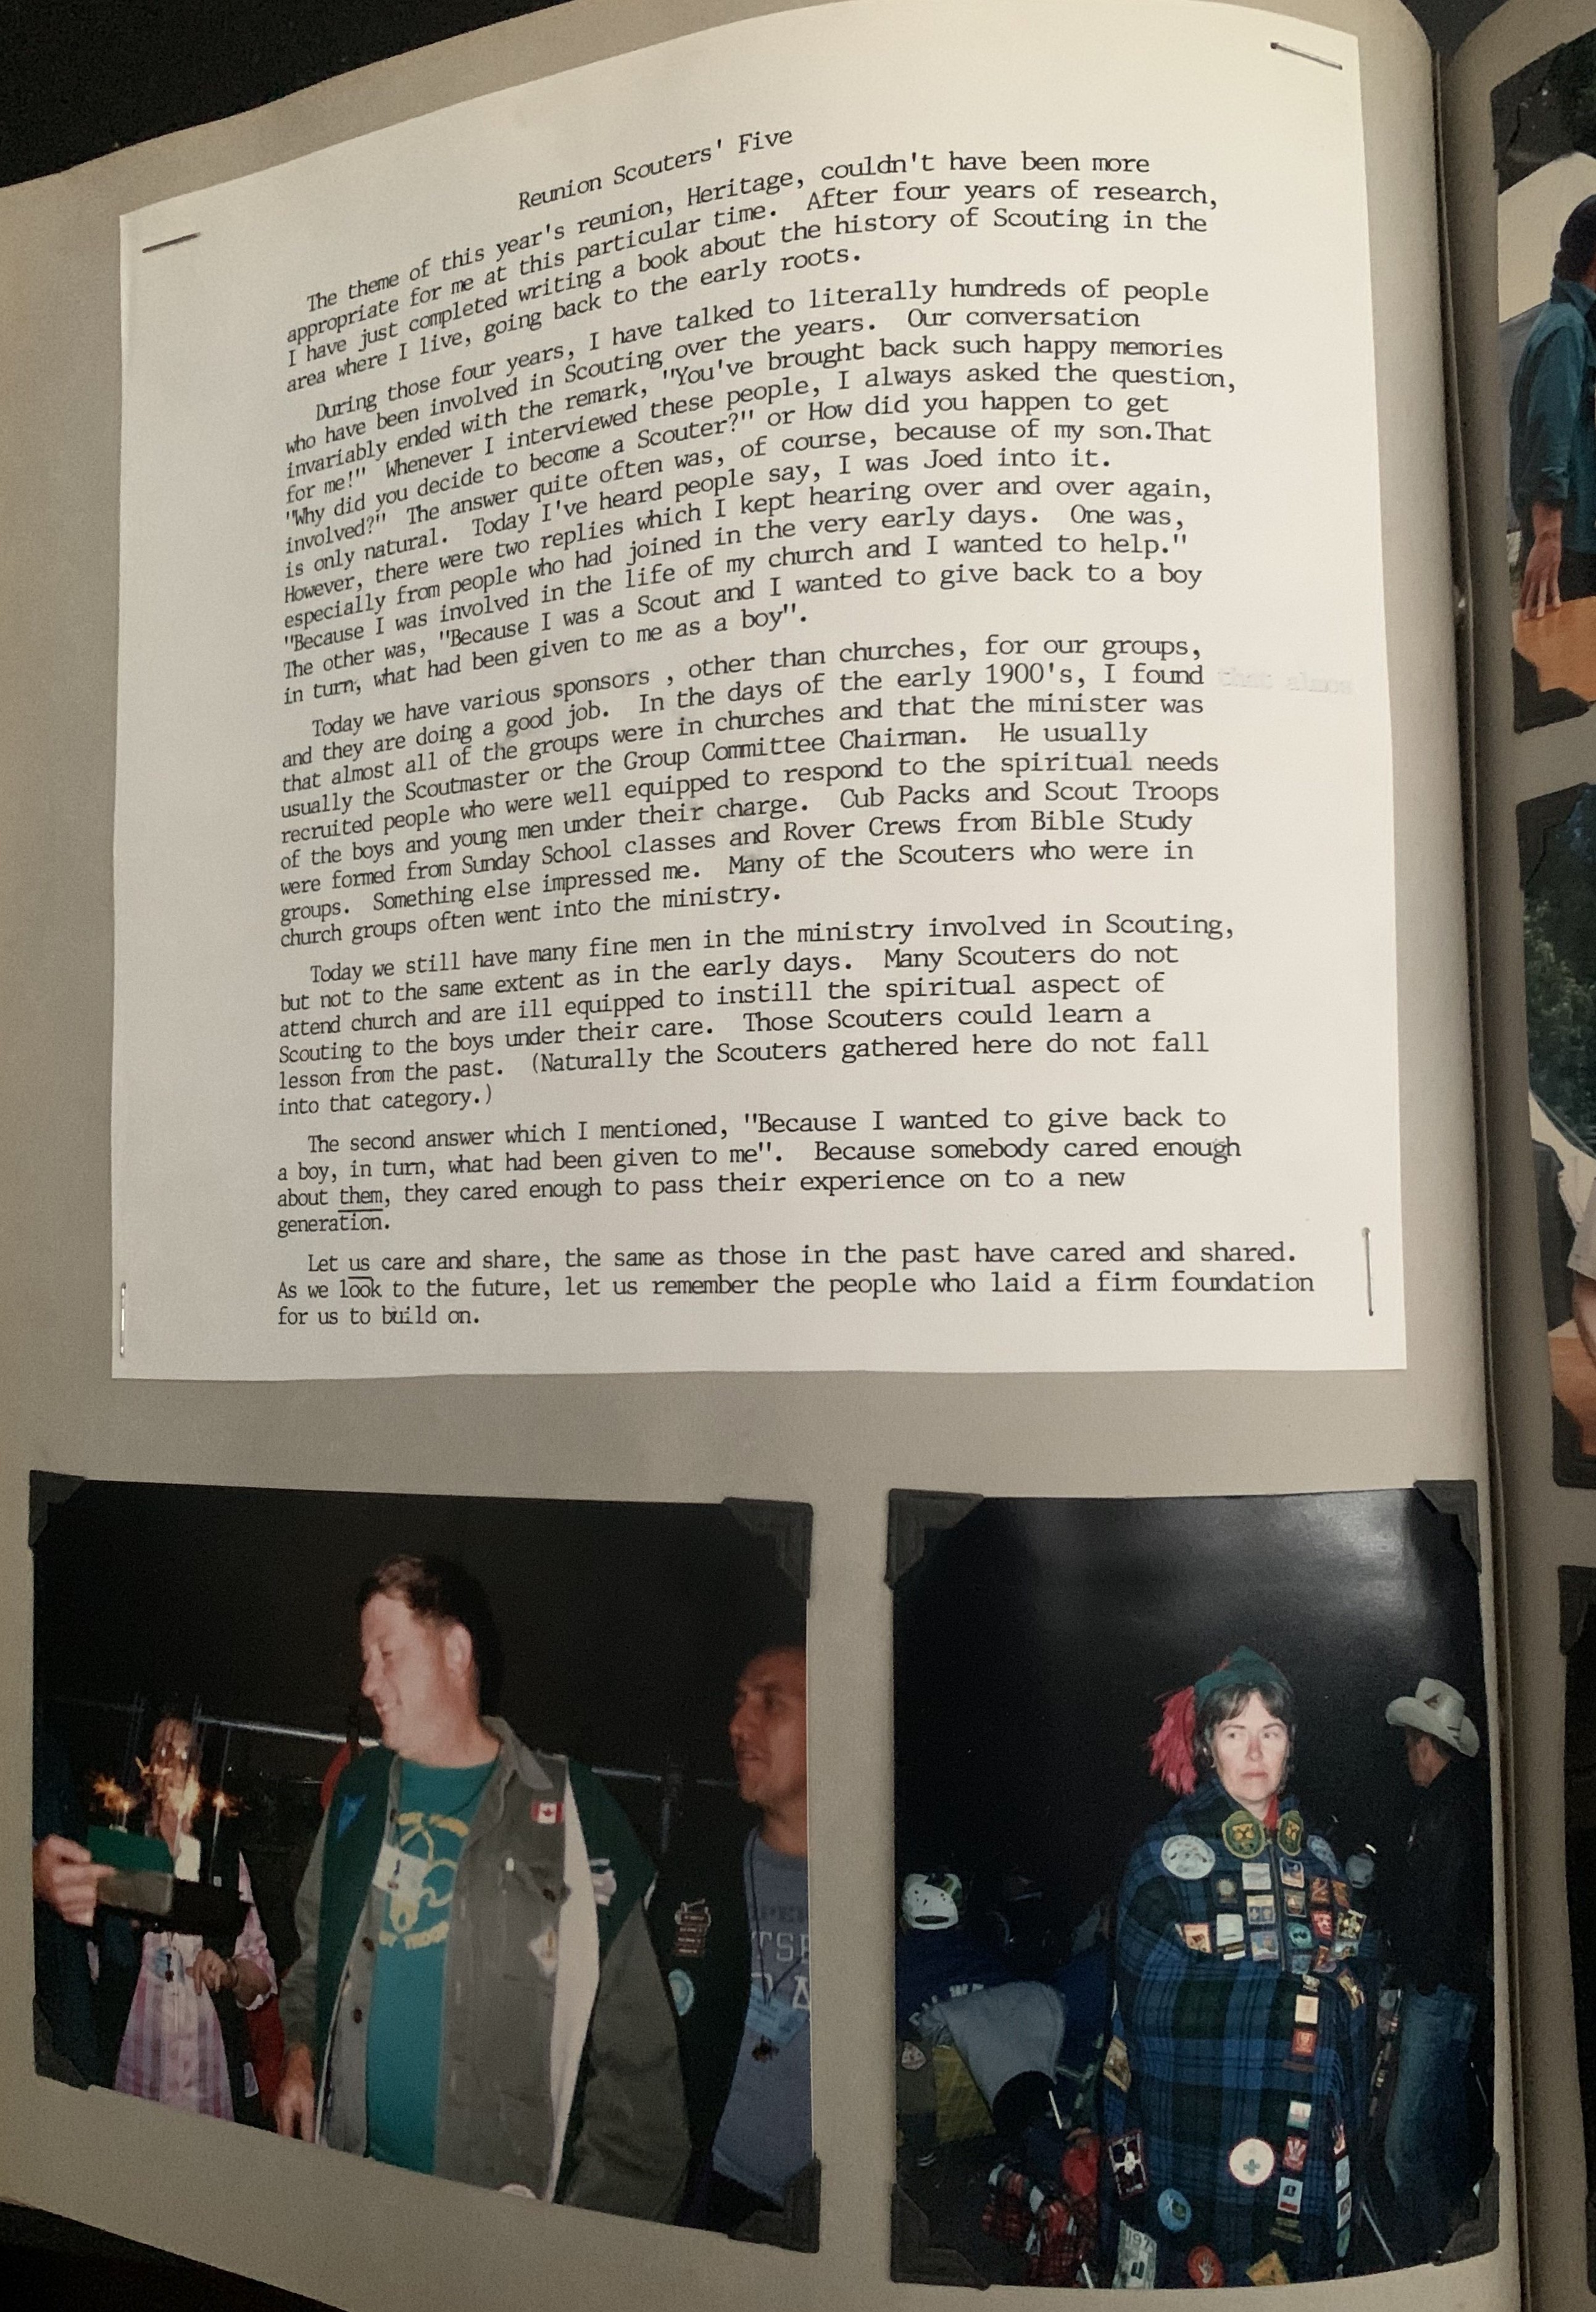 Reunion Scouters' Five
The theme of this year's reunion, Heritage, couldn't have been more
appropriate for me at this particular time. After four years of research,
I have just completed writing a book about the history of Scouting in the
area where I live, going back to the early roots.
During those four years, I have talked to literally hundreds of people
who have been involved in Scouting over the years. Our conversation
invariably ended with the remark, "You've brought back such happy memories
for me!" Whenever I interviewed these people, I always asked the question,
"Why did you decide to become a Scouter?" or How did you happen to get
involved?" The answer quite often was, of course, because of my son.That
is only natural. Today I've heard people say, I was Joed into it.
However, there were two replies which I kept hearing over and over again,
especially from people who had joined in the very early days. One was,
"Because I was involved in the life of my church and I wanted to help."
The other was, "Because I was a Scout and I wanted to give back to a boy
in turn, what had been given to me as a boy".
Today we have various sponsors , other than churches, for our groups,
and they are doing a good job. In the days of the early 1900's, I found that almos
that almost all of the groups were in churches and that the minister was
usually the Scoutmaster or the Group Committee Chairman. He usually
recruited people who were well equipped to respond to the spiritual needs
of the boys and young men under their charge. Cub Packs and Scout Troops
were formed from Sunday School classes and Rover Crews from Bible Study
groups. Something else impressed me. Many of the Scouters who were in
church groups often went into the ministry.
Today we still have many fine men in the ministry involved in Scouting,
but not to the same extent as in the early days. Many Scouters do not
attend church and are ill equipped to instill the spiritual aspect of
Scouting to the boys under their care. Those Scouters could learn a
lesson from the past. (Naturally the Scouters gathered here do not fall
into that category.)
The second answer which I mentioned, "Because I wanted to give back to
a boy, in turn, what had been given to me". Because somebody cared enough
about them, they cared enough to pass their experience on to a new
generation.
Let us care and share, the same as those in the past have cared and shared.
As we look to the future, let us remember the people who laid a firm foundation
for us to build on.